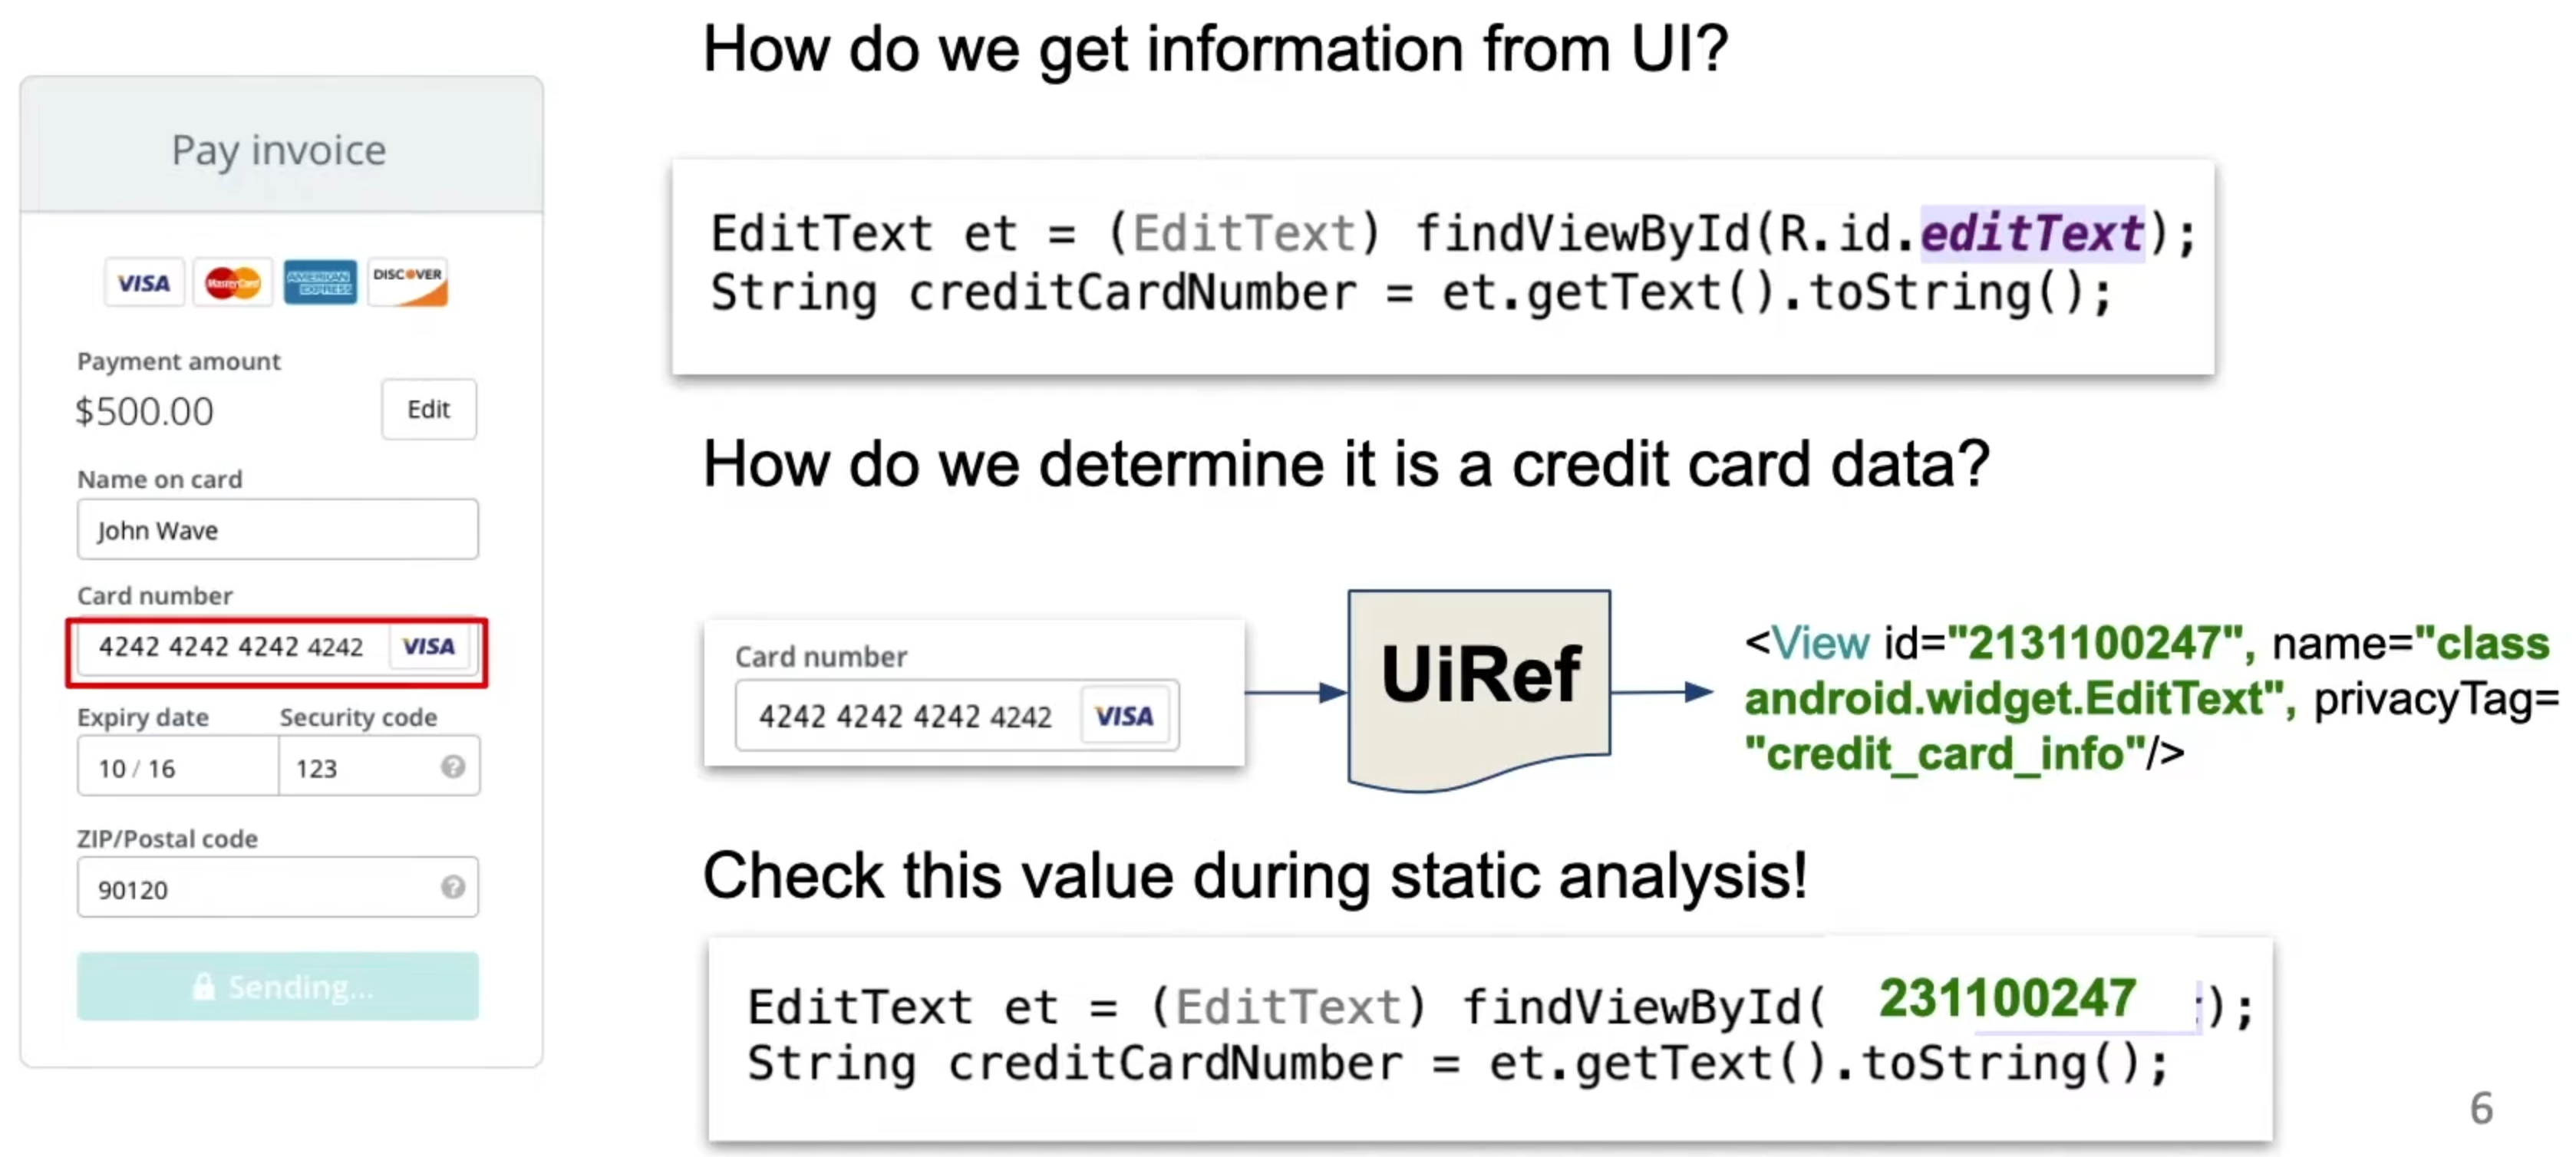 Pay invoice
VISA MasterCard AMERICAN EXPRESS DISCOVER
Payment amount
$500.00 Edit
Name on card
John Wave
Card number
4242 4242 4242 4242 VISA
Expiry date Security code
10 / 16 123 ?
ZIP/Postal code
90120 ?
Sending...
How do we get information from UI?
EditText et = (EditText) findViewById(R.id.editText);
String creditCardNumber = et.getText().toString();
How do we determine it is a credit card data?
Card number
4242 4242 4242 4242 VISA
UiRef
<View id="2131100247", name="class
android.widget.EditText", privacyTag=
"credit_card_info"/>
Check this value during static analysis!
EditText et = (EditText) findViewById( 231100247 );
String creditCardNumber = et.getText().toString();
6